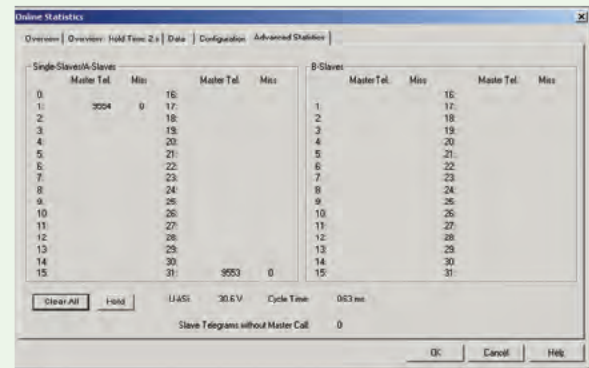 Online Statistics
Overview Overview Hold Time: 2 s Data Configuration Advanced Statistics
Single-Slaves/A-Slaves
Master Tel. Miss Master Tel. Miss
0: 16:
1: 9554 0 17:
2: 18:
3: 19:
4: 20:
5: 21:
6: 22:
7: 23:
8: 24:
9: 25:
10: 26:
11: 27:
12: 28:
13: 29:
14: 30:
15: 31: 9553 0
B-Slaves
Master Tel. Miss Master Tel. Miss
16:
1: 17:
2: 18:
3: 19:
4: 20:
5: 21:
6: 22:
7: 23:
8: 24:
9: 25:
10: 26:
11: 27:
12: 28:
13: 29:
14: 30:
15: 31:
Clear All Hold U-ASi: 30.6 V Cycle Time: 0.63 ms
Slave Telegrams without Master Call: 0
OK Cancel Help